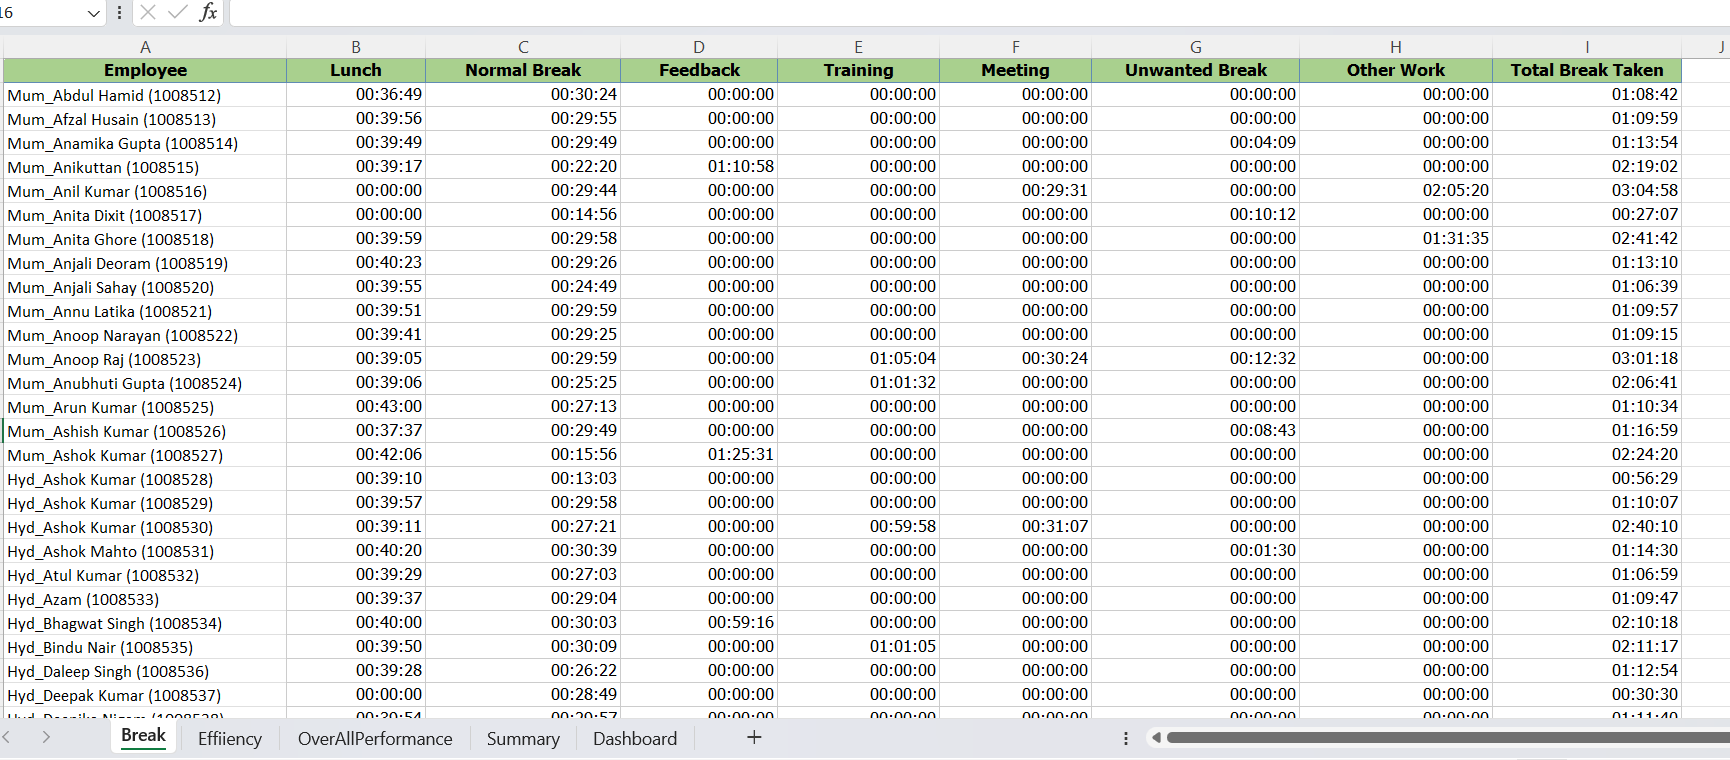 16 fx
A B C D E F G H I J
Employee Lunch Normal Break Feedback Training Meeting Unwanted Break Other Work Total Break Taken
Mum_Abdul Hamid (1008512) 00:36:49 00:30:24 00:00:00 00:00:00 00:00:00 00:00:00 00:00:00 01:08:42
Mum_Afzal Husain (1008513) 00:39:56 00:29:55 00:00:00 00:00:00 00:00:00 00:00:00 00:00:00 01:09:59
Mum_Anamika Gupta (1008514) 00:39:49 00:29:49 00:00:00 00:00:00 00:00:00 00:04:09 00:00:00 01:13:54
Mum_Anikuttan (1008515) 00:39:17 00:22:20 01:10:58 00:00:00 00:00:00 00:00:00 00:00:00 02:19:02
Mum_Anil Kumar (1008516) 00:00:00 00:29:44 00:00:00 00:00:00 00:29:31 00:00:00 02:05:20 03:04:58
Mum_Anita Dixit (1008517) 00:00:00 00:14:56 00:00:00 00:00:00 00:00:00 00:10:12 00:00:00 00:27:07
Mum_Anita Ghore (1008518) 00:39:59 00:29:58 00:00:00 00:00:00 00:00:00 00:00:00 01:31:35 02:41:42
Mum_Anjali Deoram (1008519) 00:40:23 00:29:26 00:00:00 00:00:00 00:00:00 00:00:00 00:00:00 01:13:10
Mum_Anjali Sahay (1008520) 00:39:55 00:24:49 00:00:00 00:00:00 00:00:00 00:00:00 00:00:00 01:06:39
Mum_Annu Latika (1008521) 00:39:51 00:29:59 00:00:00 00:00:00 00:00:00 00:00:00 00:00:00 01:09:57
Mum_Anoop Narayan (1008522) 00:39:41 00:29:25 00:00:00 00:00:00 00:00:00 00:00:00 00:00:00 01:09:15
Mum_Anoop Raj (1008523) 00:39:05 00:29:59 00:00:00 01:05:04 00:30:24 00:12:32 00:00:00 03:01:18
Mum_Anubhuti Gupta (1008524) 00:39:06 00:25:25 00:00:00 01:01:32 00:00:00 00:00:00 00:00:00 02:06:41
Mum_Arun Kumar (1008525) 00:43:00 00:27:13 00:00:00 00:00:00 00:00:00 00:00:00 00:00:00 01:10:34
Mum_Ashish Kumar (1008526) 00:37:37 00:29:49 00:00:00 00:00:00 00:00:00 00:08:43 00:00:00 01:16:59
Mum_Ashok Kumar (1008527) 00:42:06 00:15:56 01:25:31 00:00:00 00:00:00 00:00:00 00:00:00 02:24:20
Hyd_Ashok Kumar (1008528) 00:39:10 00:13:03 00:00:00 00:00:00 00:00:00 00:00:00 00:00:00 00:56:29
Hyd_Ashok Kumar (1008529) 00:39:57 00:29:58 00:00:00 00:00:00 00:00:00 00:00:00 00:00:00 01:10:07
Hyd_Ashok Kumar (1008530) 00:39:11 00:27:21 00:00:00 00:59:58 00:31:07 00:00:00 00:00:00 02:40:10
Hyd_Ashok Mahto (1008531) 00:40:20 00:30:39 00:00:00 00:00:00 00:00:00 00:01:30 00:00:00 01:14:30
Hyd_Atul Kumar (1008532) 00:39:29 00:27:03 00:00:00 00:00:00 00:00:00 00:00:00 00:00:00 01:06:59
Hyd_Azam (1008533) 00:39:37 00:29:04 00:00:00 00:00:00 00:00:00 00:00:00 00:00:00 01:09:47
Hyd_Bhagwat Singh (1008534) 00:40:00 00:30:03 00:59:16 00:00:00 00:00:00 00:00:00 00:00:00 02:10:18
Hyd_Bindu Nair (1008535) 00:39:50 00:30:09 00:00:00 01:01:05 00:00:00 00:00:00 00:00:00 02:11:17
Hyd_Daleep Singh (1008536) 00:39:28 00:26:22 00:00:00 00:00:00 00:00:00 00:00:00 00:00:00 01:12:54
Hyd_Deepak Kumar (1008537) 00:00:00 00:28:49 00:00:00 00:00:00 00:00:00 00:00:00 00:00:00 00:30:30
Break Effiiency OverAllPerformance Summary Dashboard